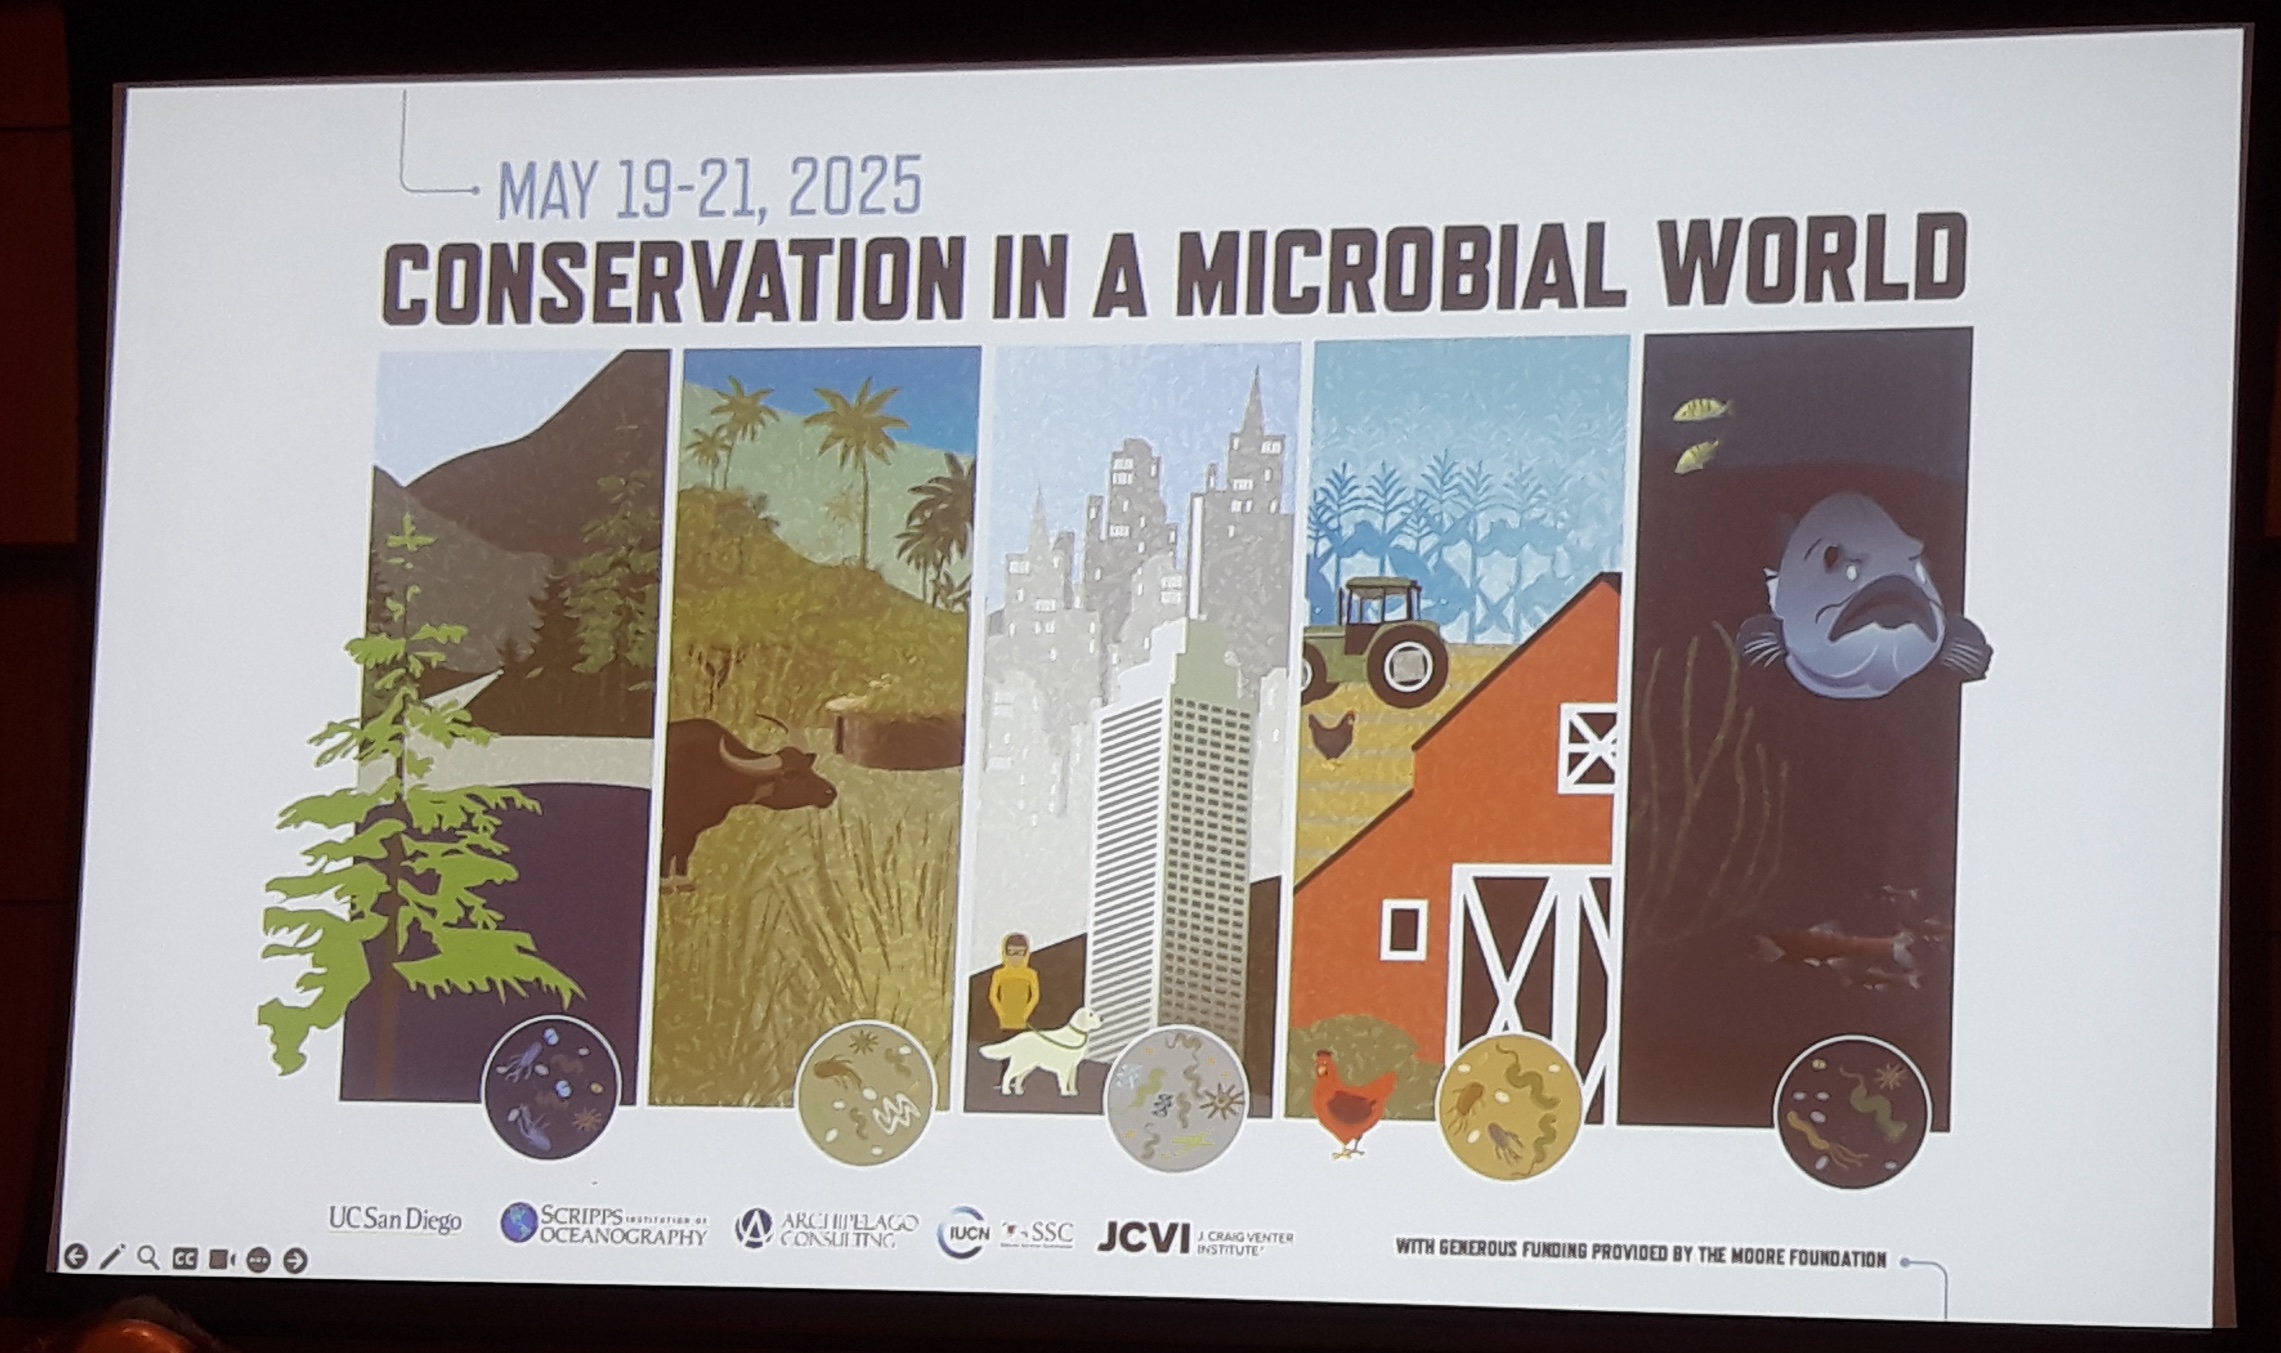 MAY 19-21, 2025
CONSERVATION IN A MICROBIAL WORLD
UC San Diego
SCRIPPS INSTITUTION OF
OCEANOGRAPHY
ARCHIPELAGO
CONSULTING
IUCN
SSC
JCVI
J. CRAIG VENTER
INSTITUTE
WITH GENEROUS FUNDING PROVIDED BY THE MOORE FOUNDATION
CC